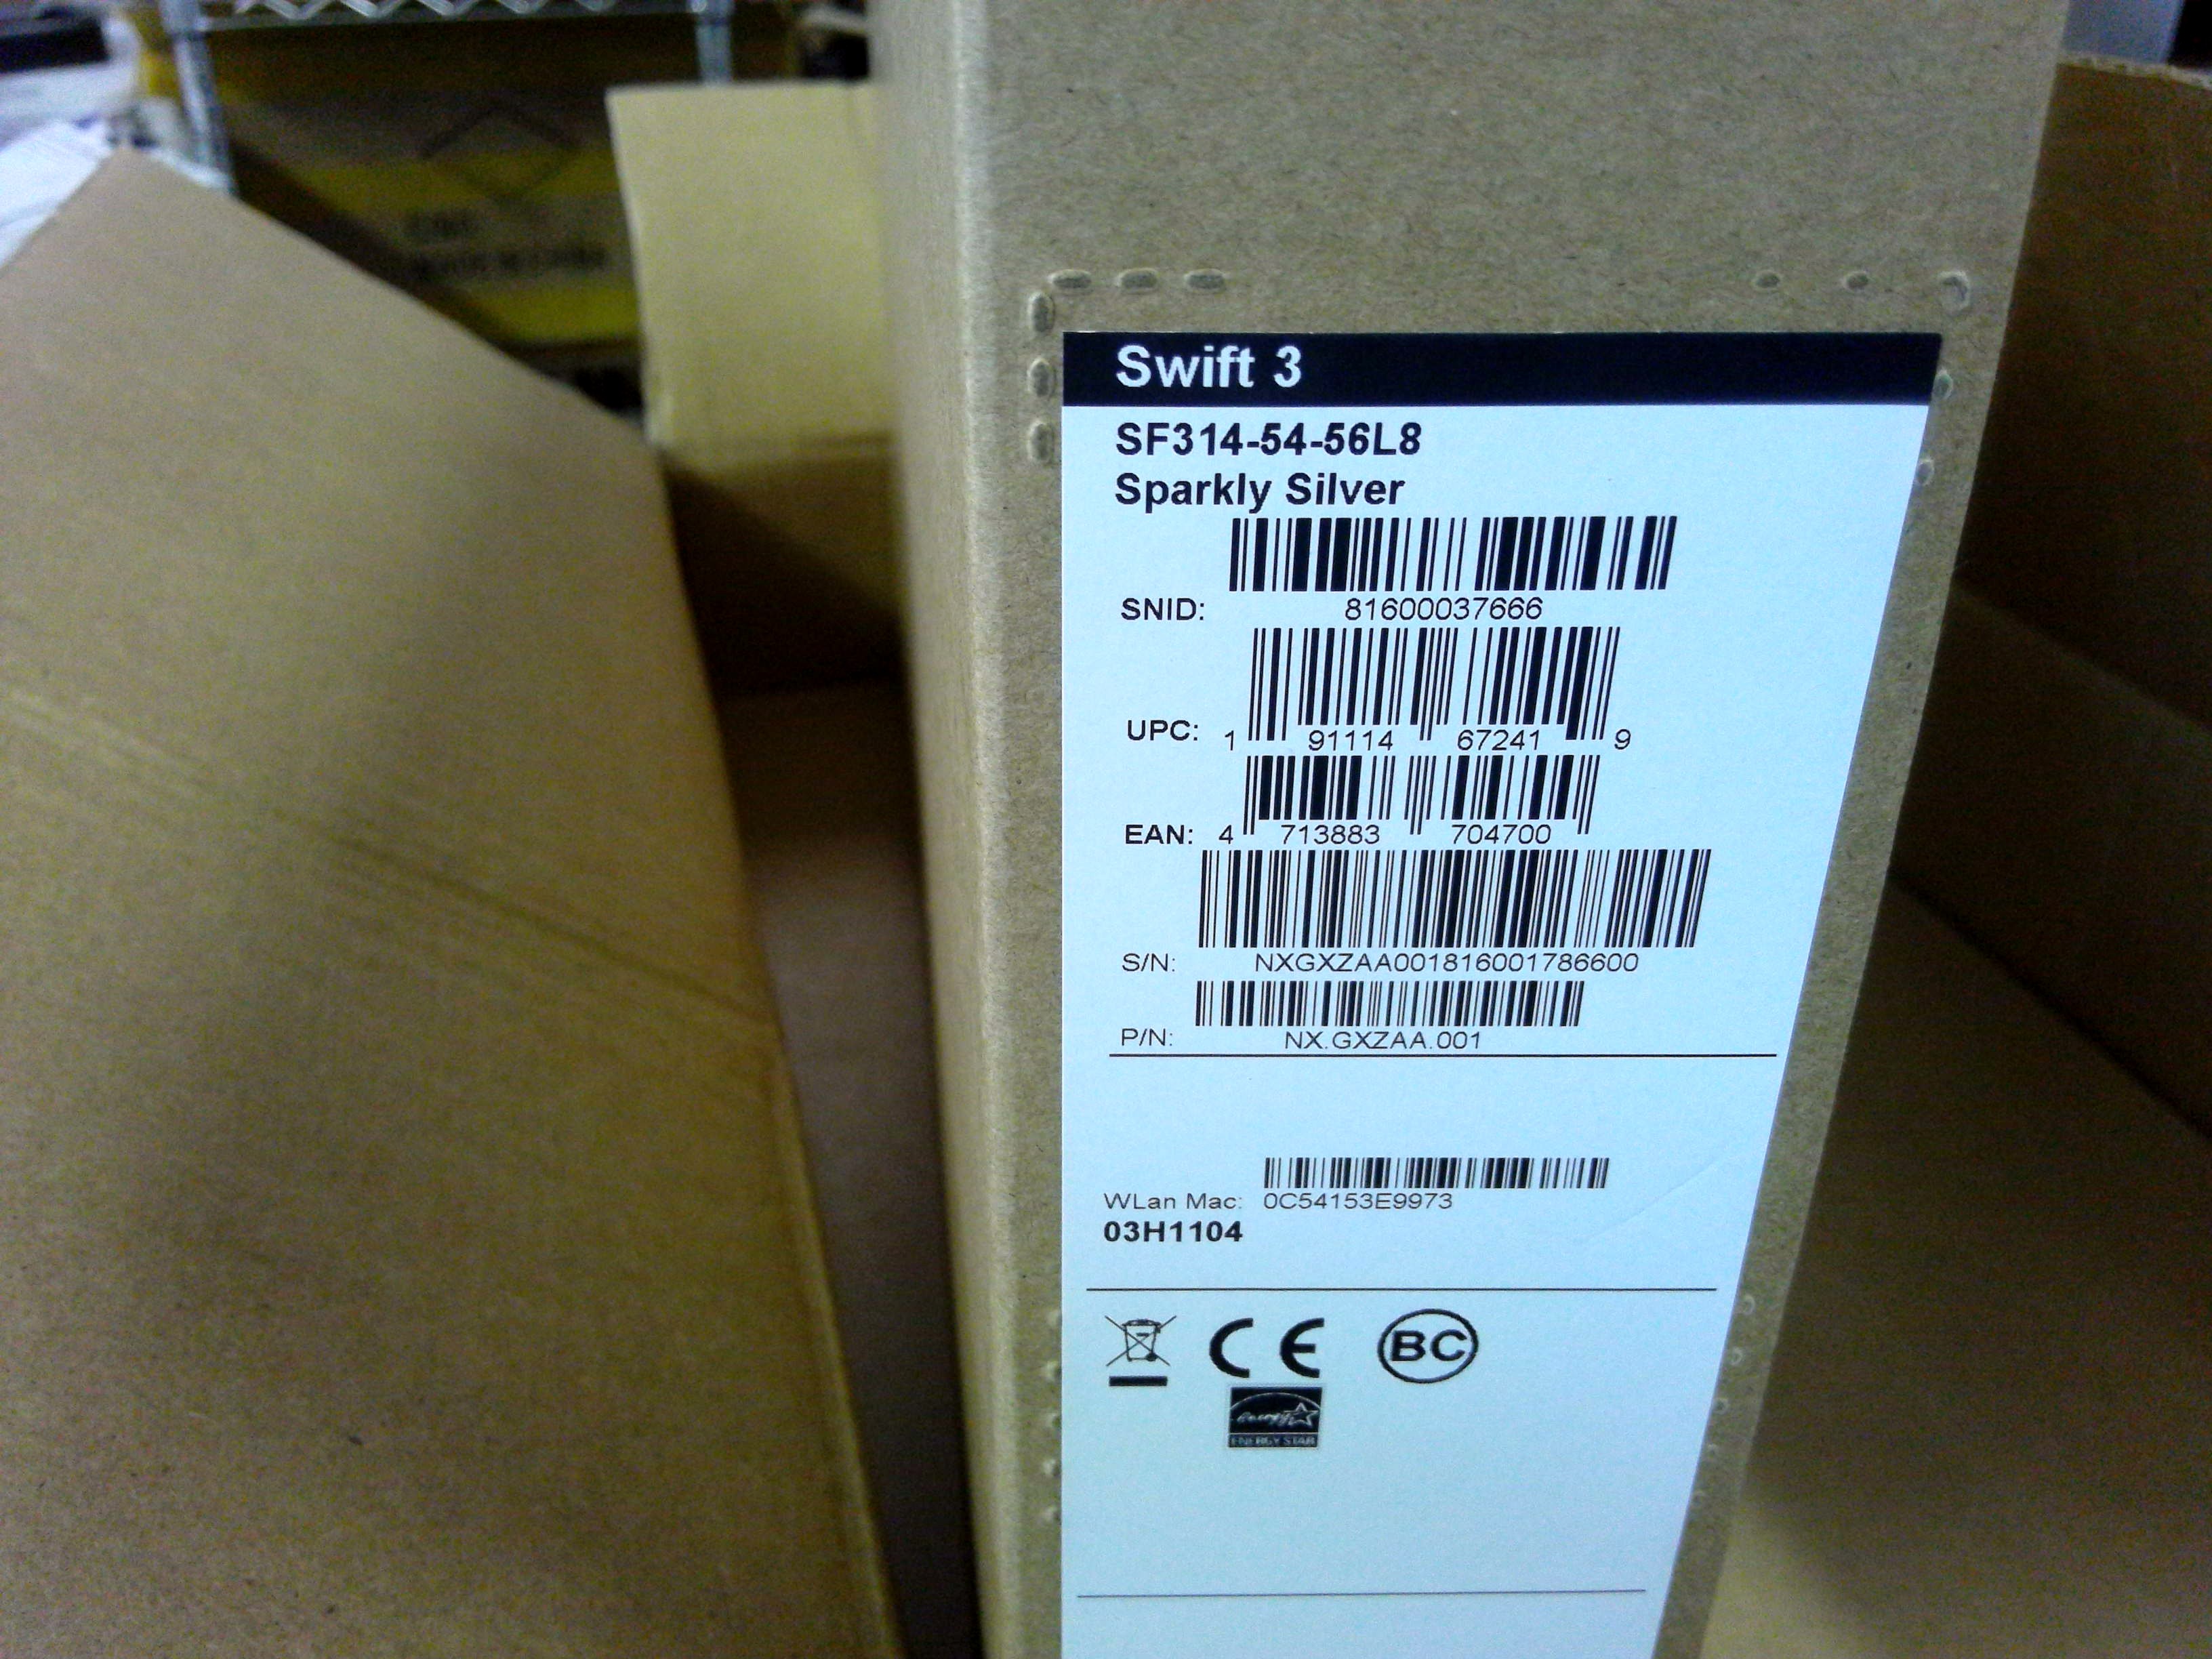 Swift 3
SF314-54-56L8
Sparkly Silver
SNID: 81600037666
UPC: 1 91114 67241 9
EAN: 4 713883 704700
S/N: NXGXZAA001816001786600
P/N: NX.GXZAA.001
WLan Mac: 0C54153E9973
03H1104
CE BC
energy
ENERGY STAR